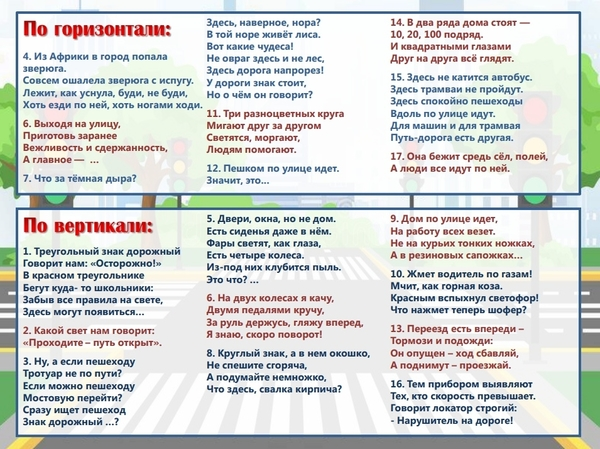 По горизонтали:
4. Из Африки в город попала
зверюга.
Совсем ошалела зверюга с испугу.
Лежит, как уснула, буди, не буди,
Хоть езди по ней, хоть ногами ходи.
6. Выходя на улицу,
Приготовь заранее
Вежливость и сдержанность,
А главное — ...
7. Что за тёмная дыра?
Здесь, наверное, нора?
В той норе живёт лиса.
Вот какие чудеса!
Не овраг здесь и не лес,
Здесь дорога напрорез!
У дороги знак стоит,
Но о чём он говорит?
11. Три разноцветных круга
Мигают друг за другом
Светятся, моргают,
Людям помогают.
12. Пешком по улице идет.
Значит, это...
14. В два ряда дома стоят —
10, 20, 100 подряд.
И квадратными глазами
Друг на друга всё глядят.
15. Здесь не катится автобус.
Здесь трамваи не пройдут.
Здесь спокойно пешеходы
Вдоль по улице идут.
Для машин и для трамвая
Путь-дорога есть другая.
17. Она бежит средь сёл, полей,
А люди все идут по ней.
По вертикали:
1. Треугольный знак дорожный
Говорит нам: «Осторожно!»
В красном треугольнике
Бегут куда- то школьники:
Забыв все правила на свете,
Здесь могут появиться...
2. Какой свет нам говорит:
«Проходите – путь открыт».
3. Ну, а если пешеходу
Тротуар не по пути?
Если можно пешеходу
Мостовую перейти?
Сразу ищет пешеход
Знак дорожный ...?
5. Двери, окна, но не дом.
Есть сиденья даже в нём.
Фары светят, как глаза,
Есть четыре колеса.
Из-под них клубится пыль.
Это что? ...
6. На двух колесах я качу,
Двумя педалями кручу,
За руль держусь, гляжу вперед,
Я знаю, скоро поворот!
8. Круглый знак, а в нем окошко,
Не спешите сгоряча,
А подумайте немножко,
Что здесь, свалка кирпича?
9. Дом по улице идет,
На работу всех везет.
Не на курьих тонких ножках,
А в резиновых сапожках...
10. Жмет водитель по газам!
Мчит, как горная коза.
Красным вспыхнул светофор!
Что нажмет теперь шофер?
13. Переезд есть впереди –
Тормози и подожди:
Он опущен – ход сбавляй,
А поднимут – проезжай.
16. Тем прибором выявляют
Тех, кто скорость превышает.
Говорит локатор строгий:
- Нарушитель на дороге!